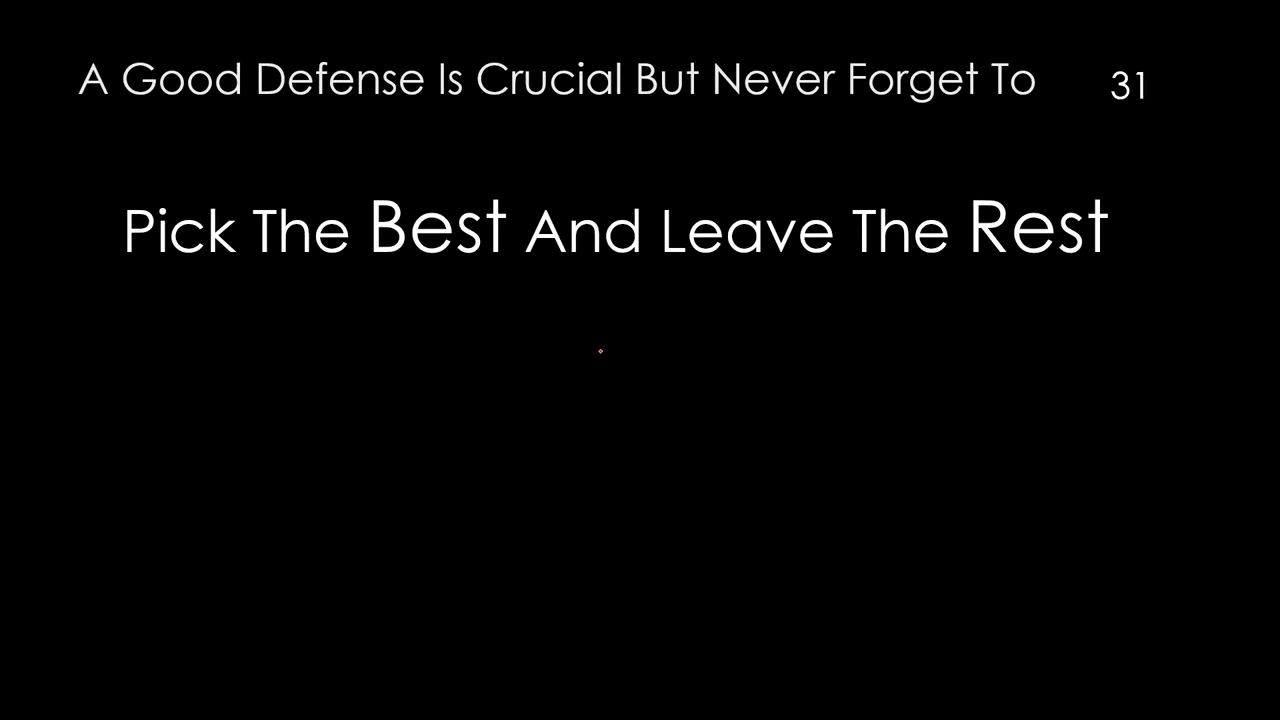 A Good Defense Is Crucial But Never Forget To
31
Pick The Best And Leave The Rest